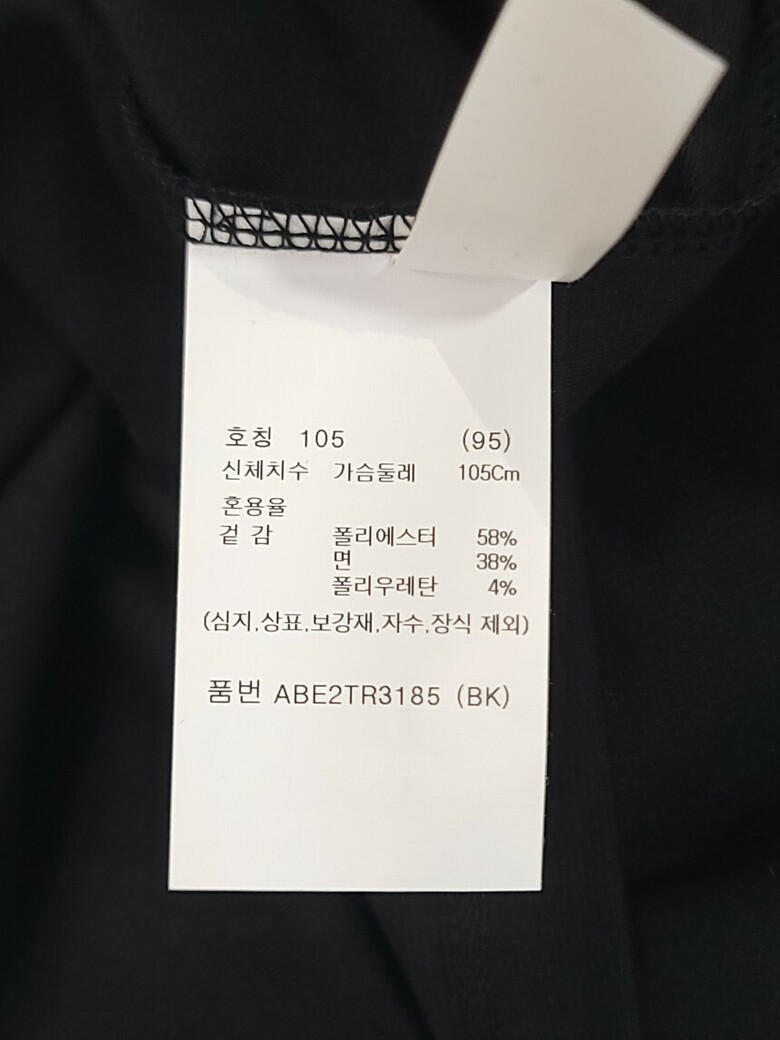 호칭 105 (95)
신체치수 가슴둘레 105Cm
혼용율
겉 감 폴리에스터 58%
면 38%
폴리우레탄 4%
(심지,상표,보강재,자수,장식 제외)
품번 ABE2TR3185 (BK)